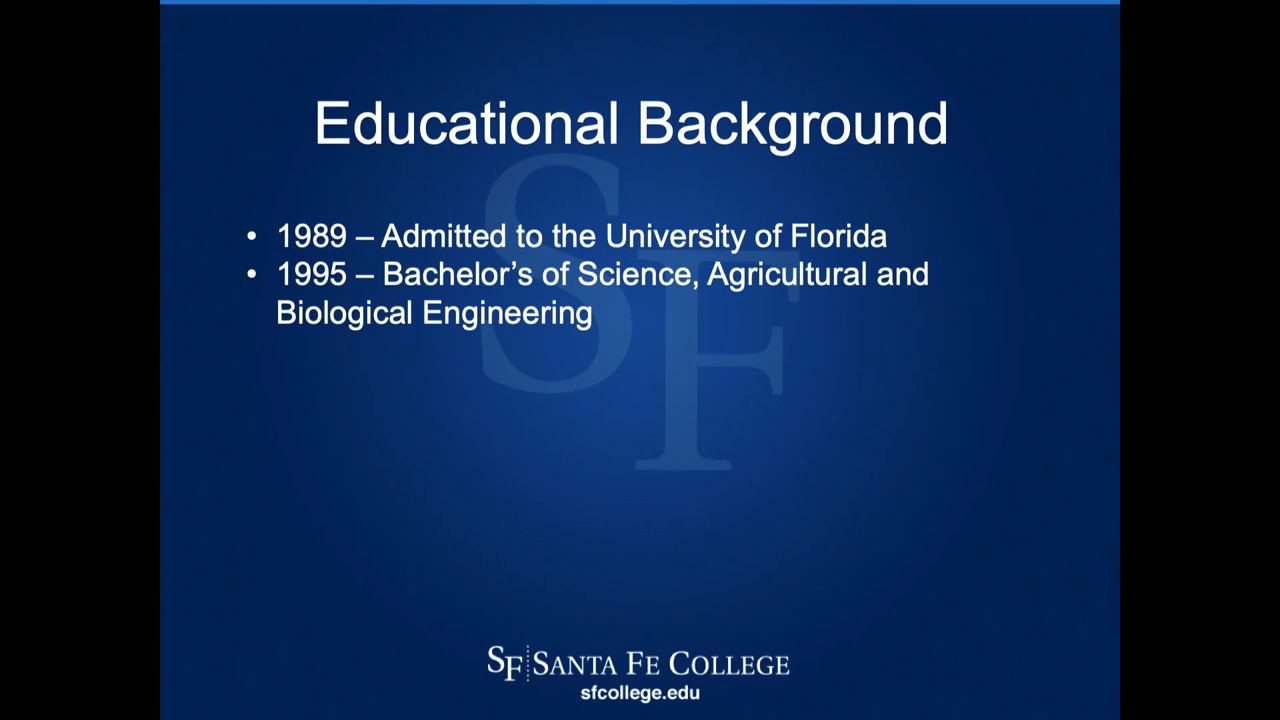 Educational Background
• 1989 – Admitted to the University of Florida
• 1995 – Bachelor’s of Science, Agricultural and
Biological Engineering
SF
SF SANTA FE COLLEGE
sfcollege.edu